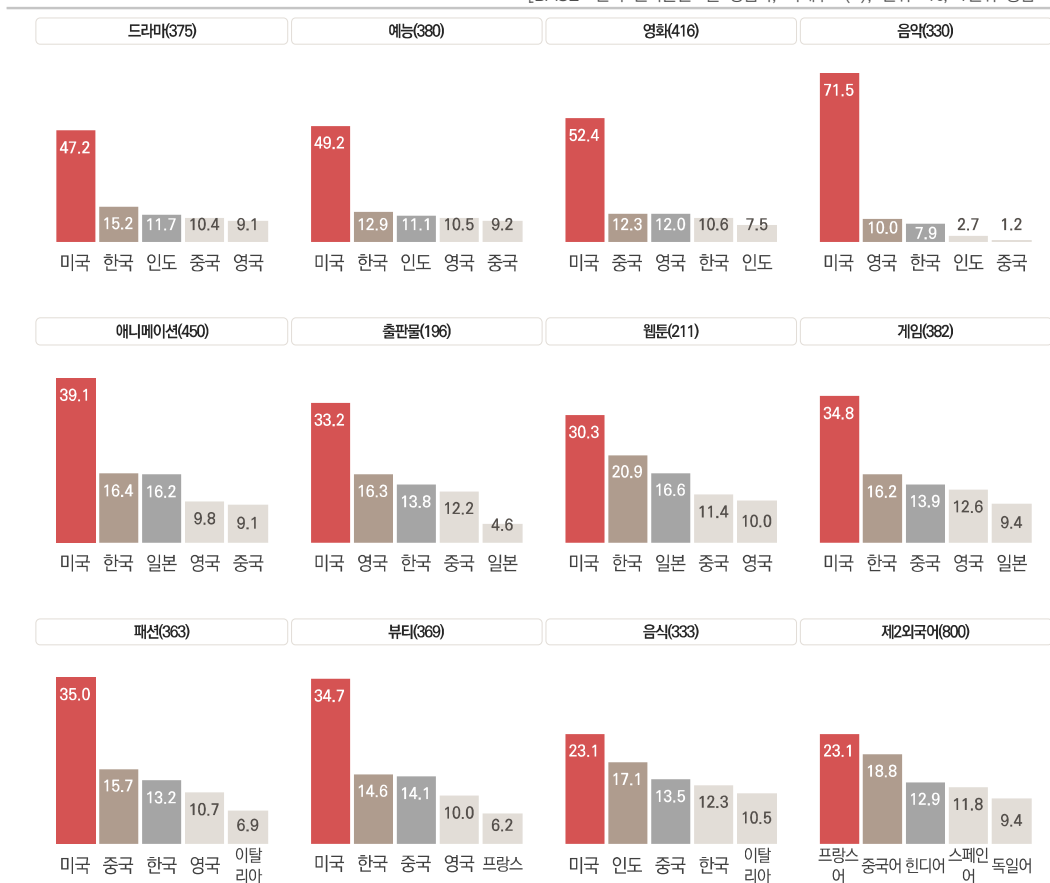 드라마(375) 예능(380) 영화(416) 음악(330)
47.2 15.2 11.7 10.4 9.1 49.2 12.9 11.1 10.5 9.2 52.4 12.3 12.0 10.6 7.5 71.5 10.0 7.9 2.7 1.2
미국 한국 인도 중국 영국 미국 한국 인도 영국 중국 미국 중국 영국 한국 인도 미국 영국 한국 인도 중국
애니메이션(450) 출판물(196) 웹툰(211) 게임(382)
39.1 16.4 16.2 9.8 9.1 33.2 16.3 13.8 12.2 4.6 30.3 20.9 16.6 11.4 10.0 34.8 16.2 13.9 12.6 9.4
미국 한국 일본 영국 중국 미국 영국 한국 중국 일본 미국 한국 일본 중국 영국 미국 한국 중국 영국 일본
패션(363) 뷰티(369) 음식(333) 제2외국어(800)
35.0 15.7 13.2 10.7 6.9 34.7 14.6 14.1 10.0 6.2 23.1 17.1 13.5 12.3 10.5 23.1 18.8 12.9 11.8 9.4
미국 중국 한국 영국 이탈리아 미국 한국 중국 영국 프랑스 미국 인도 중국 한국 이탈리아 프랑스어 중국어 힌디어 스페인어 독일어